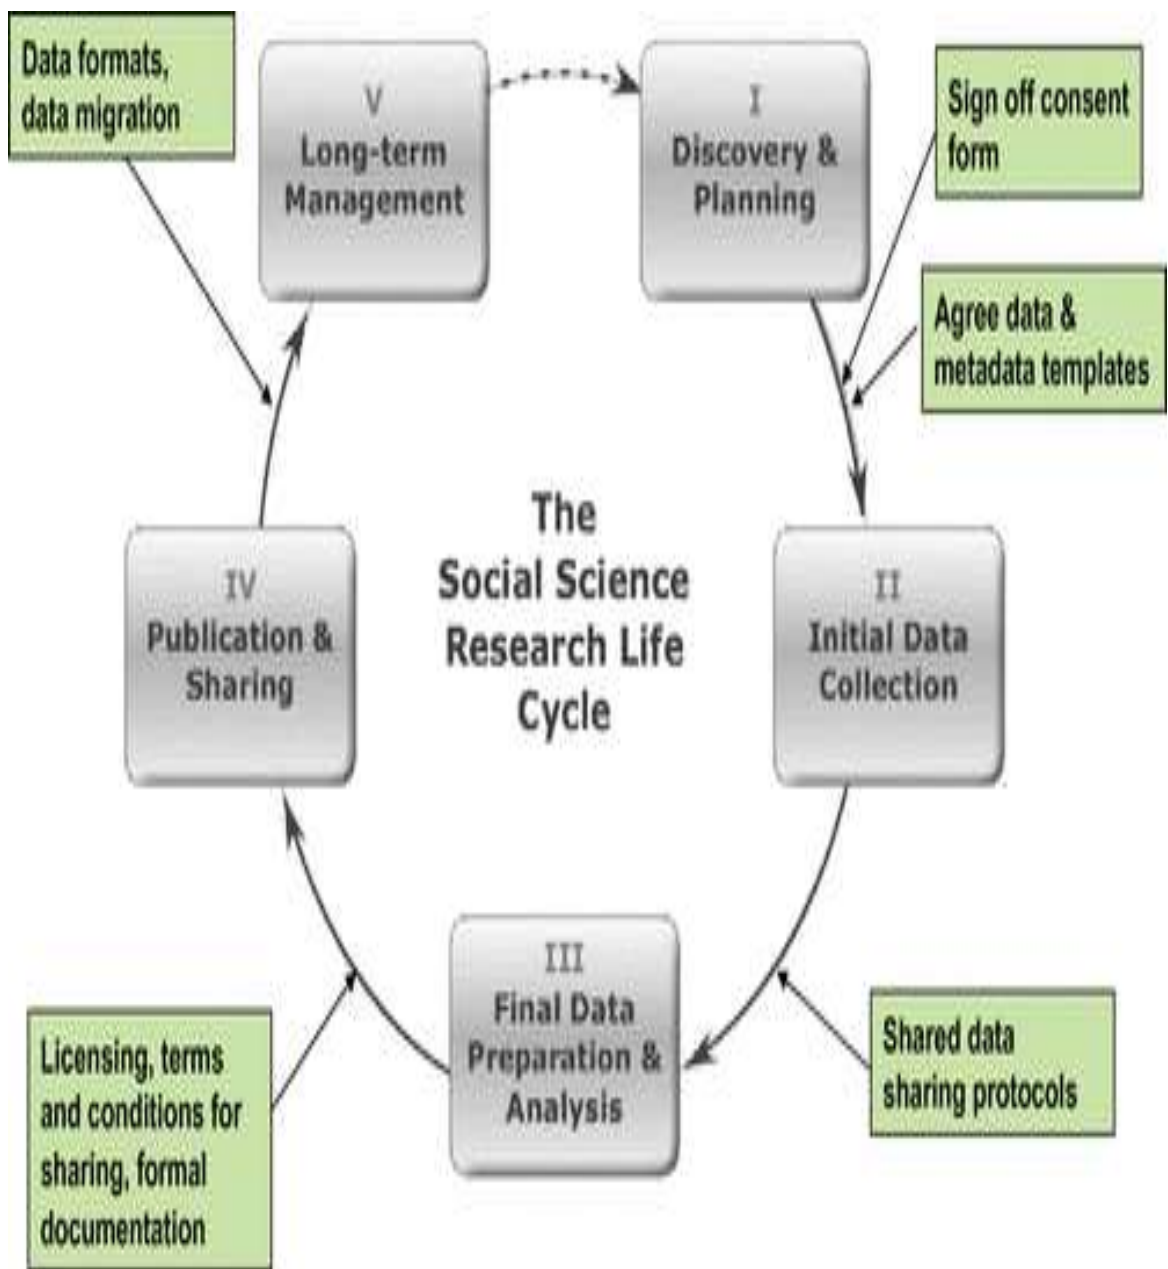 Data formats,
data migration
V
Long-term
Management
I
Discovery &
Planning
Sign off consent
form
Agree data &
metadata templates
The
Social Science
Research Life
Cycle
IV
Publication &
Sharing
II
Initial Data
Collection
III
Final Data
Preparation &
Analysis
Licensing, terms
and conditions for
sharing, formal
documentation
Shared data
sharing protocols